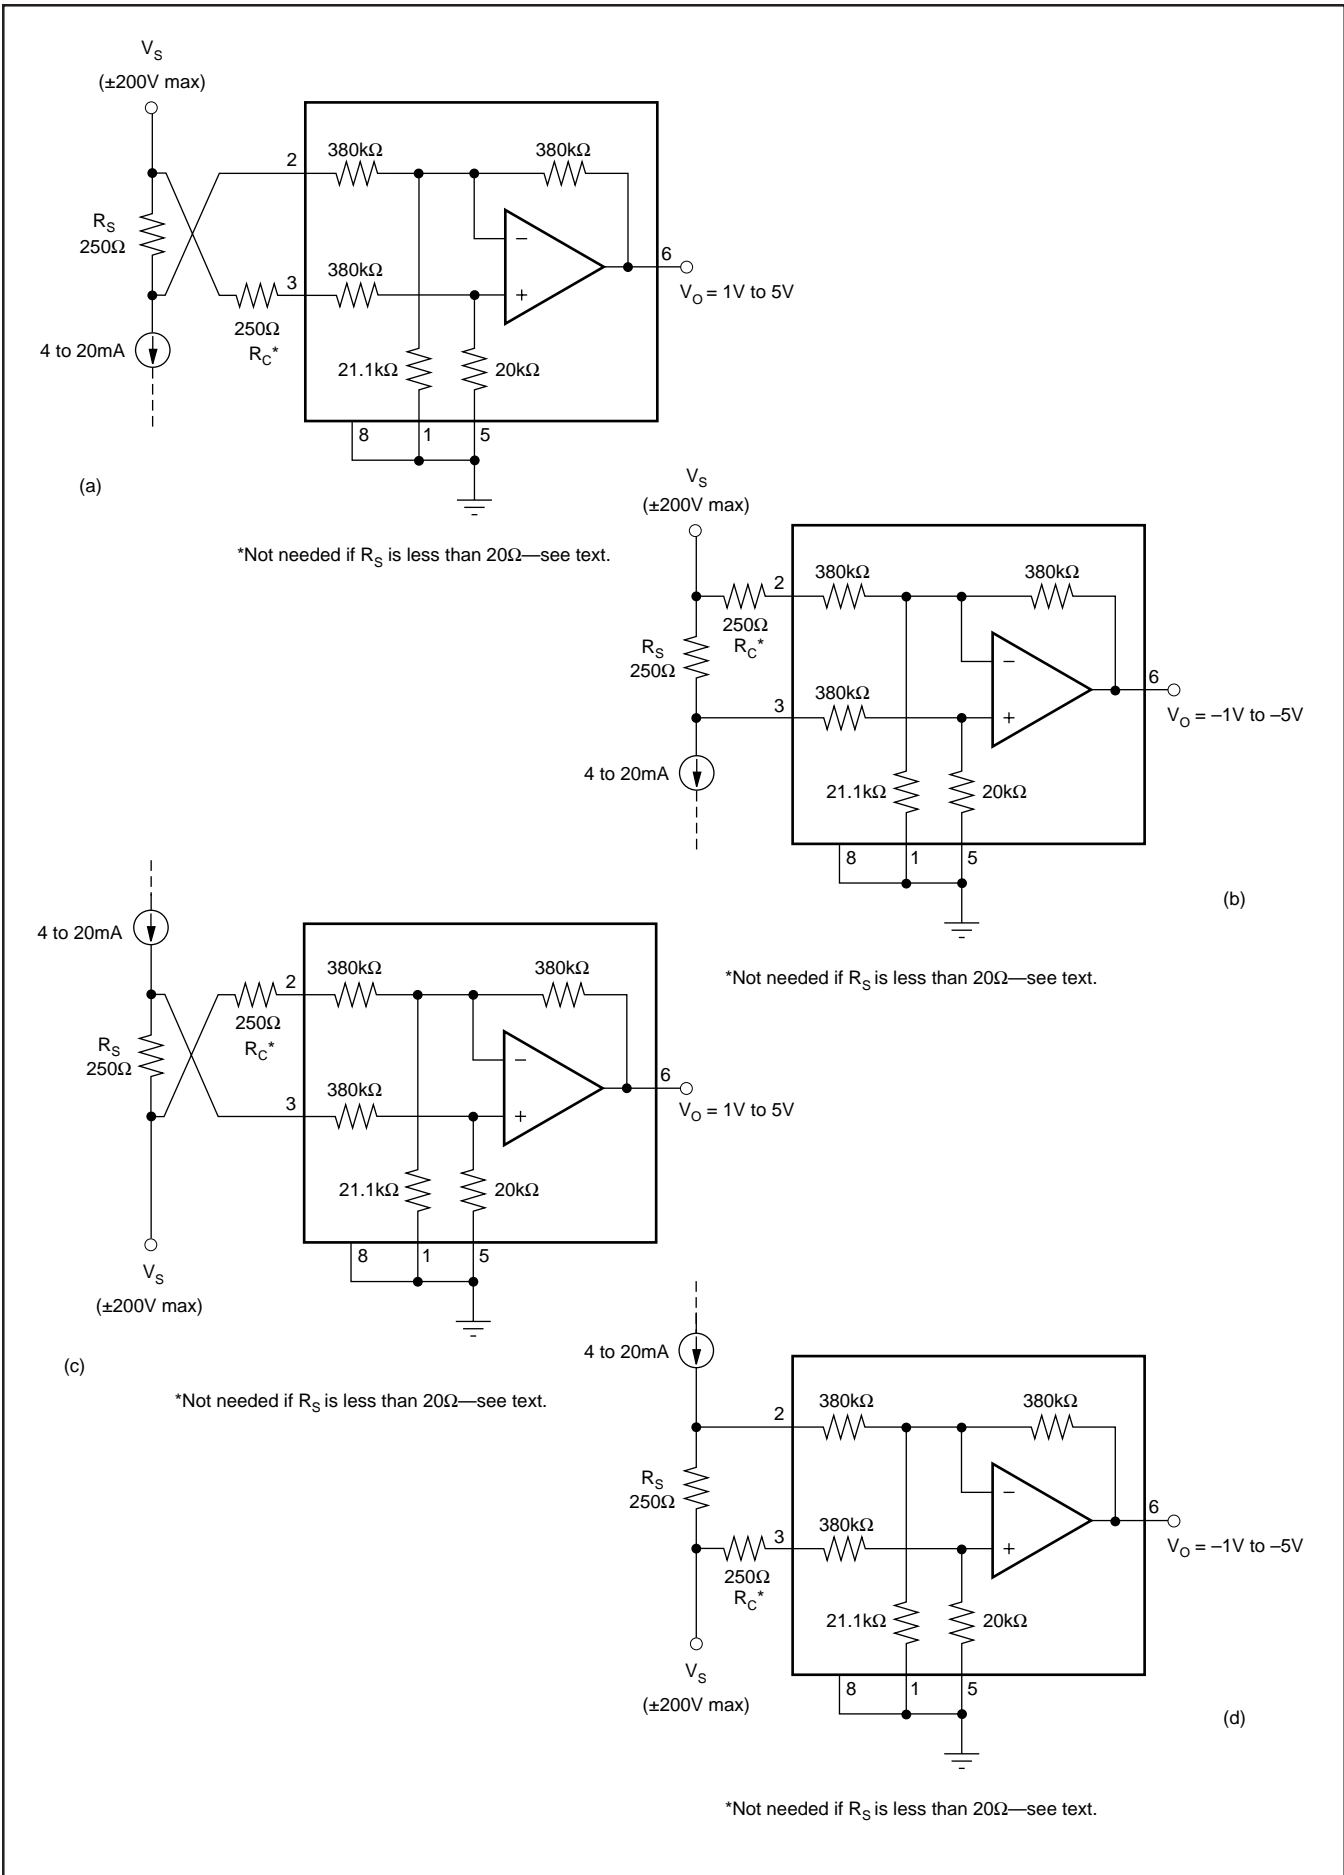 V_S
(±200V max)
2
380kΩ
380kΩ
R_S
250Ω
−
6
3
380kΩ
+
V_O = 1V to 5V
250Ω
R_C*
4 to 20mA
21.1kΩ
20kΩ
8
1
5
(a)
*Not needed if R_S is less than 20Ω—see text.
V_S
(±200V max)
2
380kΩ
380kΩ
250Ω
R_C*
R_S
250Ω
−
6
3
380kΩ
+
V_O = –1V to –5V
4 to 20mA
21.1kΩ
20kΩ
8
1
5
(b)
*Not needed if R_S is less than 20Ω—see text.
4 to 20mA
2
380kΩ
380kΩ
250Ω
R_C*
R_S
250Ω
−
6
3
380kΩ
+
V_O = 1V to 5V
21.1kΩ
20kΩ
8
1
5
V_S
(±200V max)
(c)
*Not needed if R_S is less than 20Ω—see text.
4 to 20mA
2
380kΩ
380kΩ
R_S
250Ω
−
6
3
380kΩ
+
V_O = –1V to –5V
250Ω
R_C*
21.1kΩ
20kΩ
8
1
5
V_S
(±200V max)
(d)
*Not needed if R_S is less than 20Ω—see text.